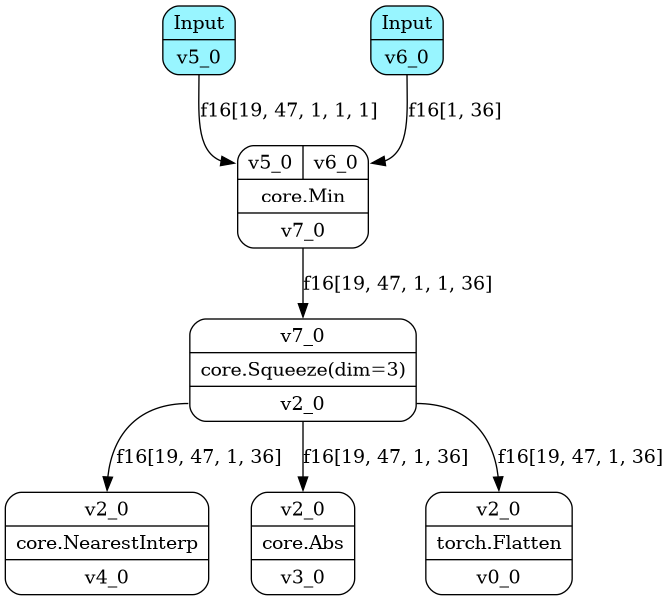 Input
v5_0
Input
v6_0
f16[19, 47, 1, 1, 1]
f16[1, 36]
v5_0
v6_0
core.Min
v7_0
f16[19, 47, 1, 1, 36]
v7_0
core.Squeeze(dim=3)
v2_0
f16[19, 47, 1, 36]
f16[19, 47, 1, 36]
f16[19, 47, 1, 36]
v2_0
core.NearestInterp
v4_0
v2_0
core.Abs
v3_0
v2_0
torch.Flatten
v0_0